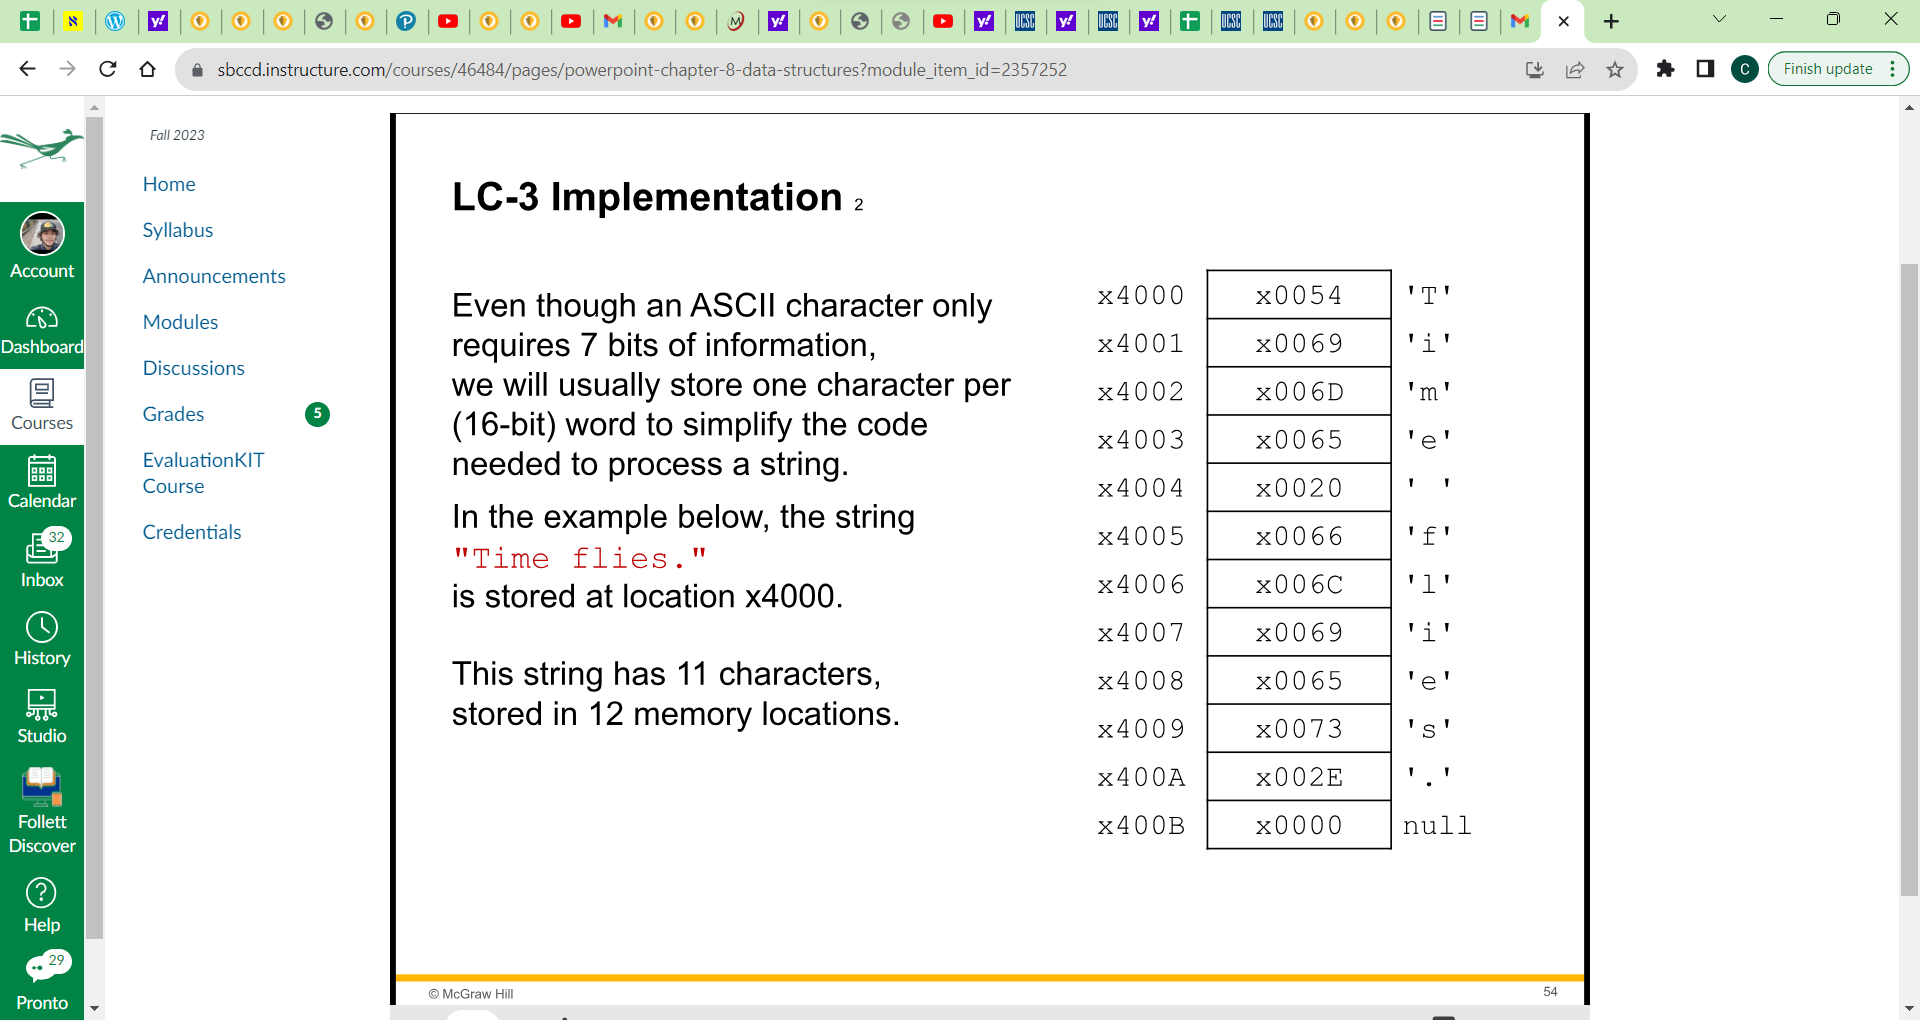 sbccd.instructure.com/courses/46484/pages/powerpoint-chapter-8-data-structures?module_item_id=2357252
C
Finish update
Account
Dashboard
Courses
Calendar
32
Inbox
History
Studio
Follett
Discover
Help
29
Pronto
Fall 2023
Home
Syllabus
Announcements
Modules
Discussions
Grades 5
EvaluationKIT
Course
Credentials
LC-3 Implementation 2
Even though an ASCII character only
requires 7 bits of information,
we will usually store one character per
(16-bit) word to simplify the code
needed to process a string.
In the example below, the string
"Time flies."
is stored at location x4000.
This string has 11 characters,
stored in 12 memory locations.
x4000 x0054 'T'
x4001 x0069 'i'
x4002 x006D 'm'
x4003 x0065 'e'
x4004 x0020 ' '
x4005 x0066 'f'
x4006 x006C 'l'
x4007 x0069 'i'
x4008 x0065 'e'
x4009 x0073 's'
x400A x002E '.'
x400B x0000 null
© McGraw Hill
54